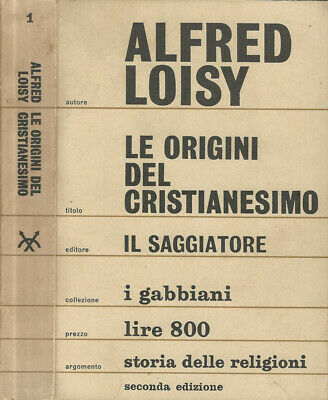 1
ALFRED LE ORIGINI DEL
LOISY CRISTIANESIMO
autore
ALFRED
LOISY
titolo
LE ORIGINI
DEL
CRISTIANESIMO
editore
IL SAGGIATORE
collezione
i gabbiani
prezzo
lire 800
argomento
storia delle religioni
seconda edizione